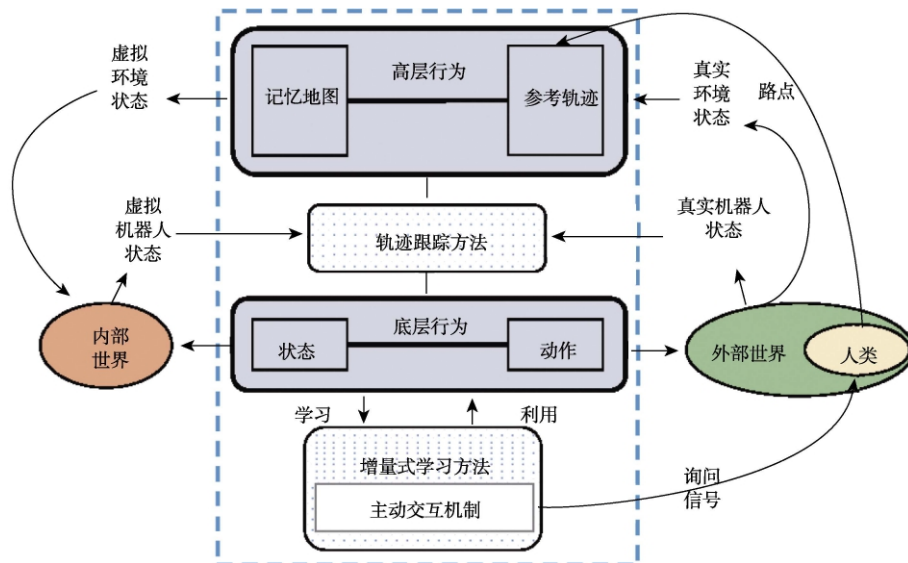 虚拟
环境
状态
记忆地图
高层行为
参考轨迹
真实
环境
状态
路点
虚拟
机器人
状态
轨迹跟踪方法
真实机器人
状态
内部
世界
状态
底层行为
动作
外部世界
人类
学习
利用
增量式学习方法
主动交互机制
询问
信号